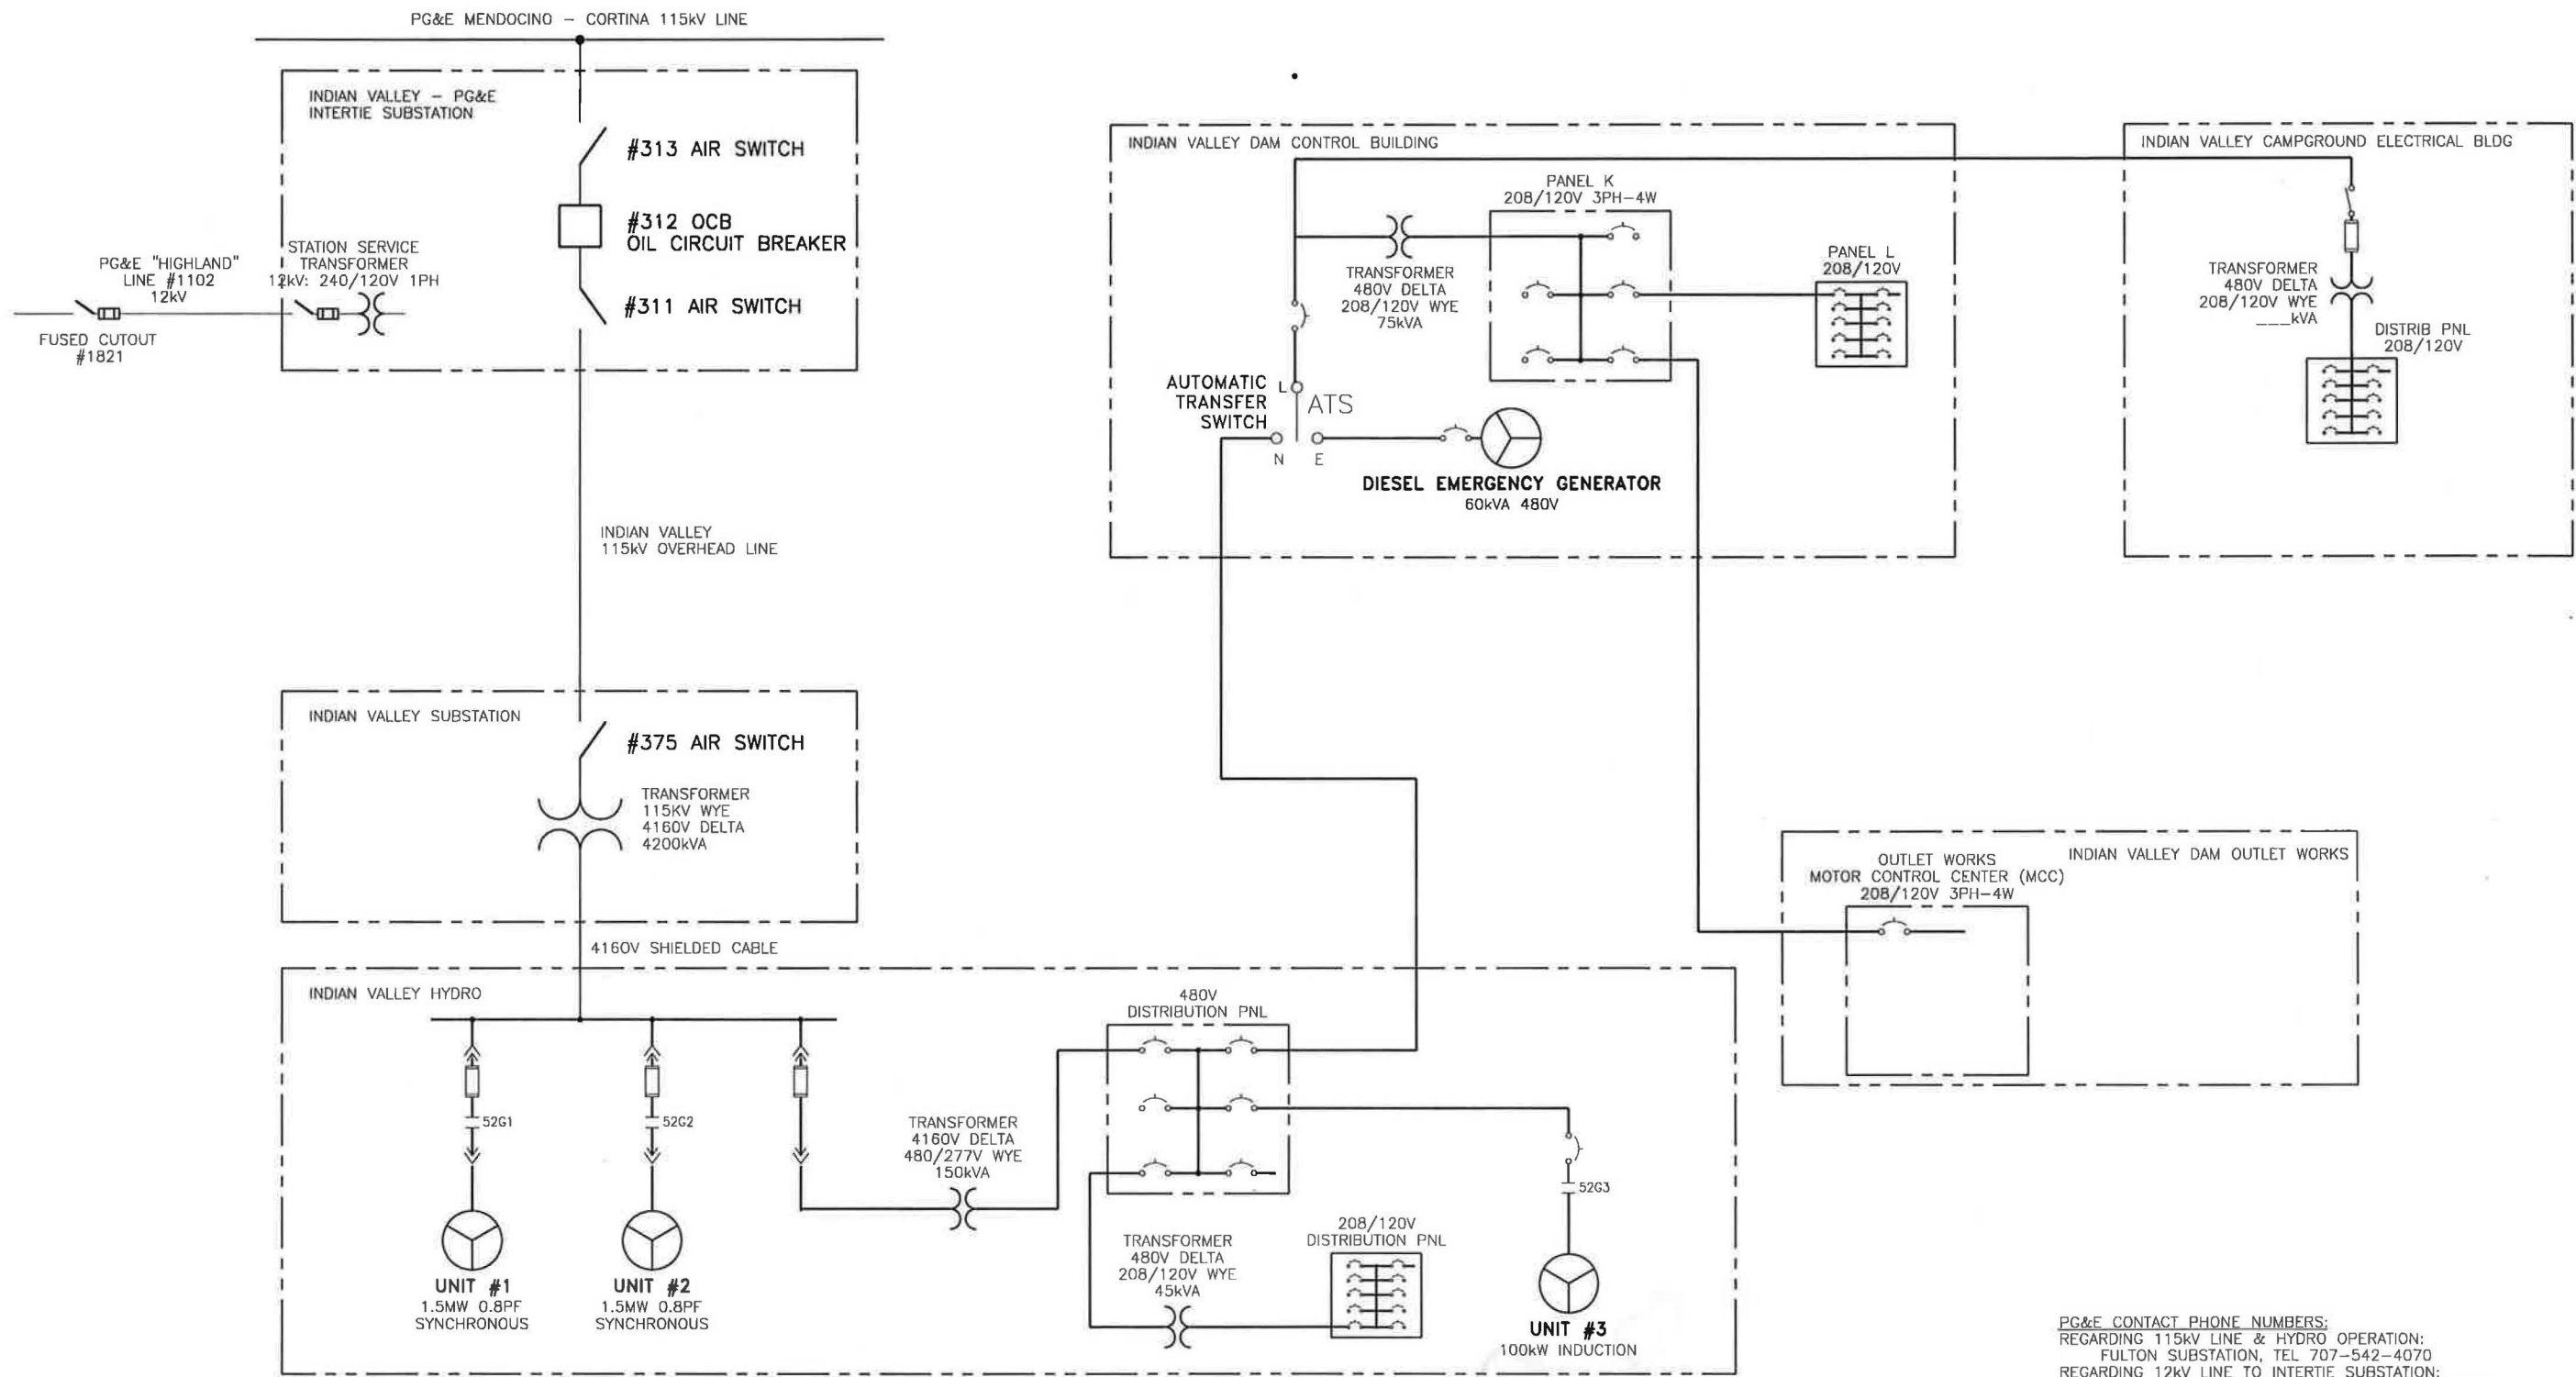 PG&E MENDOCINO - CORTINA 115kV LINE
INDIAN VALLEY - PG&E
INTERTIE SUBSTATION
#313 AIR SWITCH
#312 OCB
OIL CIRCUIT BREAKER
#311 AIR SWITCH
STATION SERVICE
TRANSFORMER
12kV: 240/120V 1PH
PG&E "HIGHLAND"
LINE #1102
12kV
FUSED CUTOUT
#1821
INDIAN VALLEY
115kV OVERHEAD LINE
INDIAN VALLEY SUBSTATION
#375 AIR SWITCH
TRANSFORMER
115KV WYE
4160V DELTA
4200kVA
4160V SHIELDED CABLE
INDIAN VALLEY HYDRO
52G1
52G2
UNIT #1
1.5MW 0.8PF
SYNCHRONOUS
UNIT #2
1.5MW 0.8PF
SYNCHRONOUS
TRANSFORMER
4160V DELTA
480/277V WYE
150kVA
480V
DISTRIBUTION PNL
TRANSFORMER
480V DELTA
208/120V WYE
45kVA
208/120V
DISTRIBUTION PNL
52G3
UNIT #3
100kW INDUCTION
INDIAN VALLEY DAM CONTROL BUILDING
PANEL K
208/120V 3PH-4W
TRANSFORMER
480V DELTA
208/120V WYE
75kVA
PANEL L
208/120V
AUTOMATIC
TRANSFER
SWITCH
L
ATS
N
E
DIESEL EMERGENCY GENERATOR
60kVA 480V
INDIAN VALLEY CAMPGROUND ELECTRICAL BLDG
TRANSFORMER
480V DELTA
208/120V WYE
___kVA
DISTRIB PNL
208/120V
INDIAN VALLEY DAM OUTLET WORKS
OUTLET WORKS
MOTOR CONTROL CENTER (MCC)
208/120V 3PH-4W
PG&E CONTACT PHONE NUMBERS:
REGARDING 115kV LINE & HYDRO OPERATION:
FULTON SUBSTATION, TEL 707-542-4070
REGARDING 12kV LINE TO INTERTIE SUBSTATION: